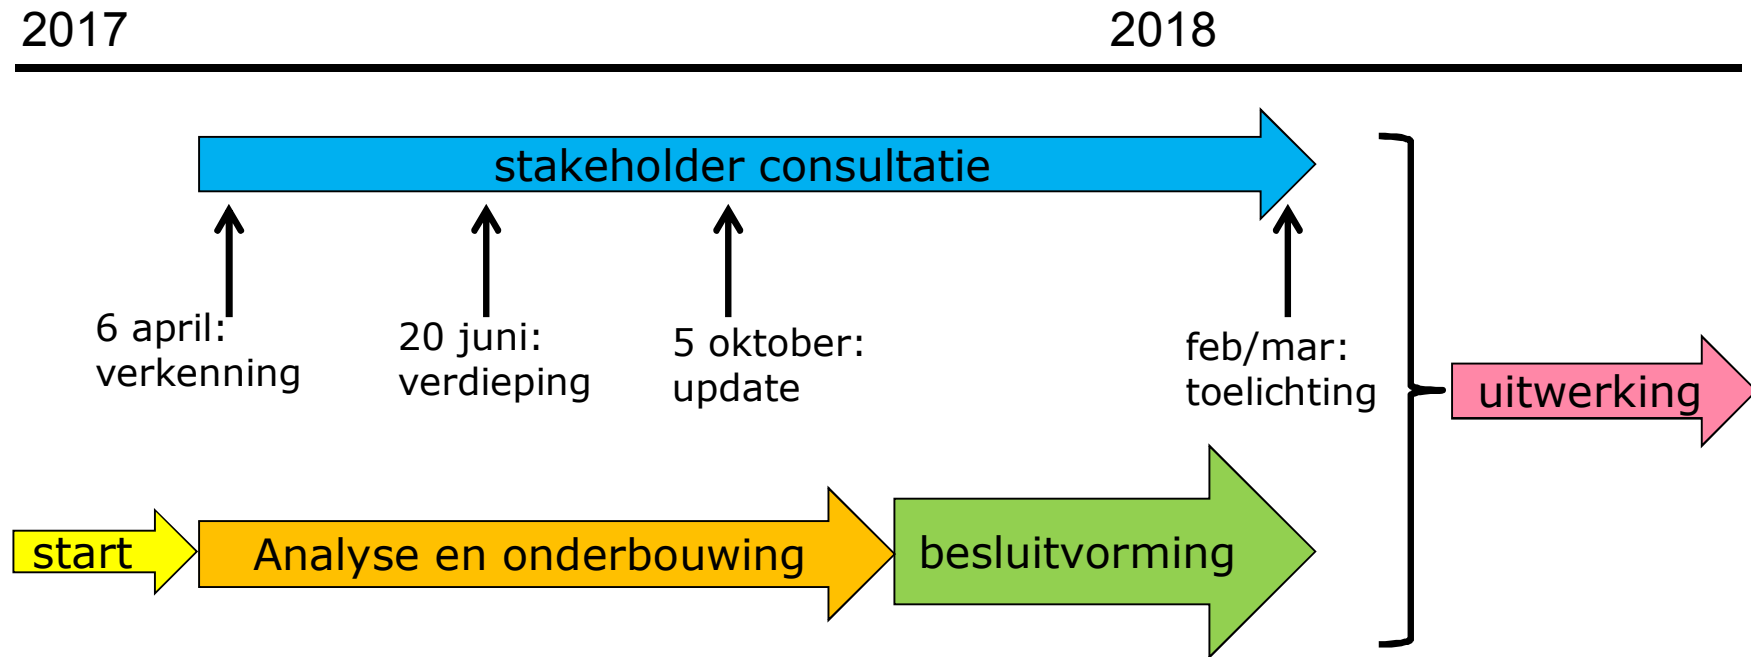 2017
2018
stakeholder consultatie
6 april:
verkenning
20 juni:
verdieping
5 oktober:
update
feb/mar:
toelichting
uitwerking
start
Analyse en onderbouwing
besluitvorming